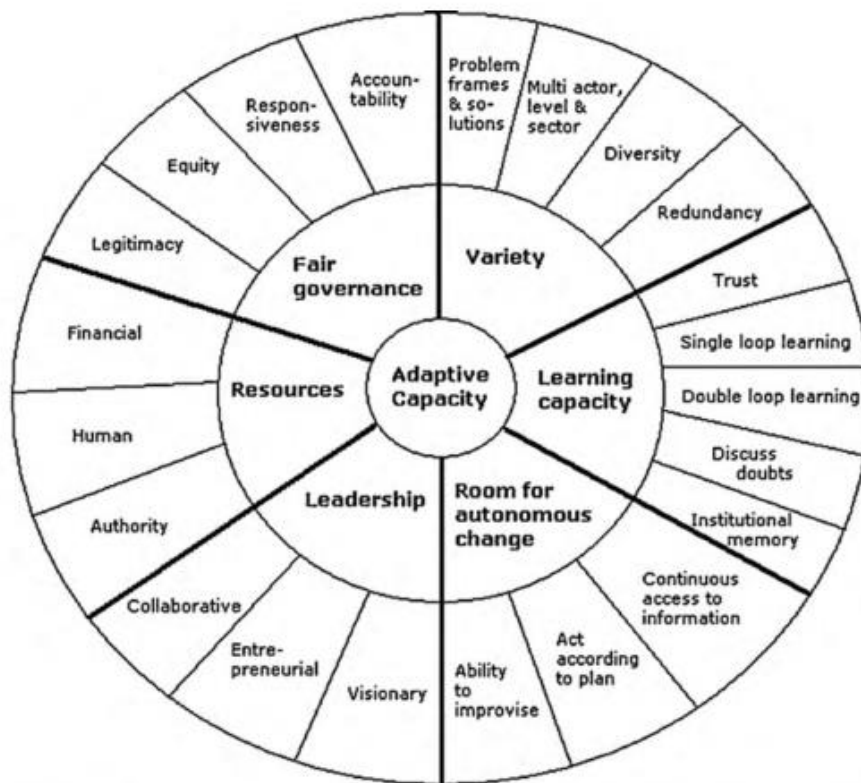 Adaptive
Capacity
Variety
Problem
frames
& so-
lutions
Multi actor,
level &
sector
Diversity
Redundancy
Learning
capacity
Trust
Single loop learning
Double loop learning
Discuss
doubts
Institutional
memory
Room for
autonomous
change
Continuous
access to
information
Act
according
to plan
Ability
to
improvise
Leadership
Visionary
Entre-
preneurial
Collaborative
Resources
Authority
Human
Financial
Fair
governance
Legitimacy
Equity
Respon-
siveness
Accoun-
tability